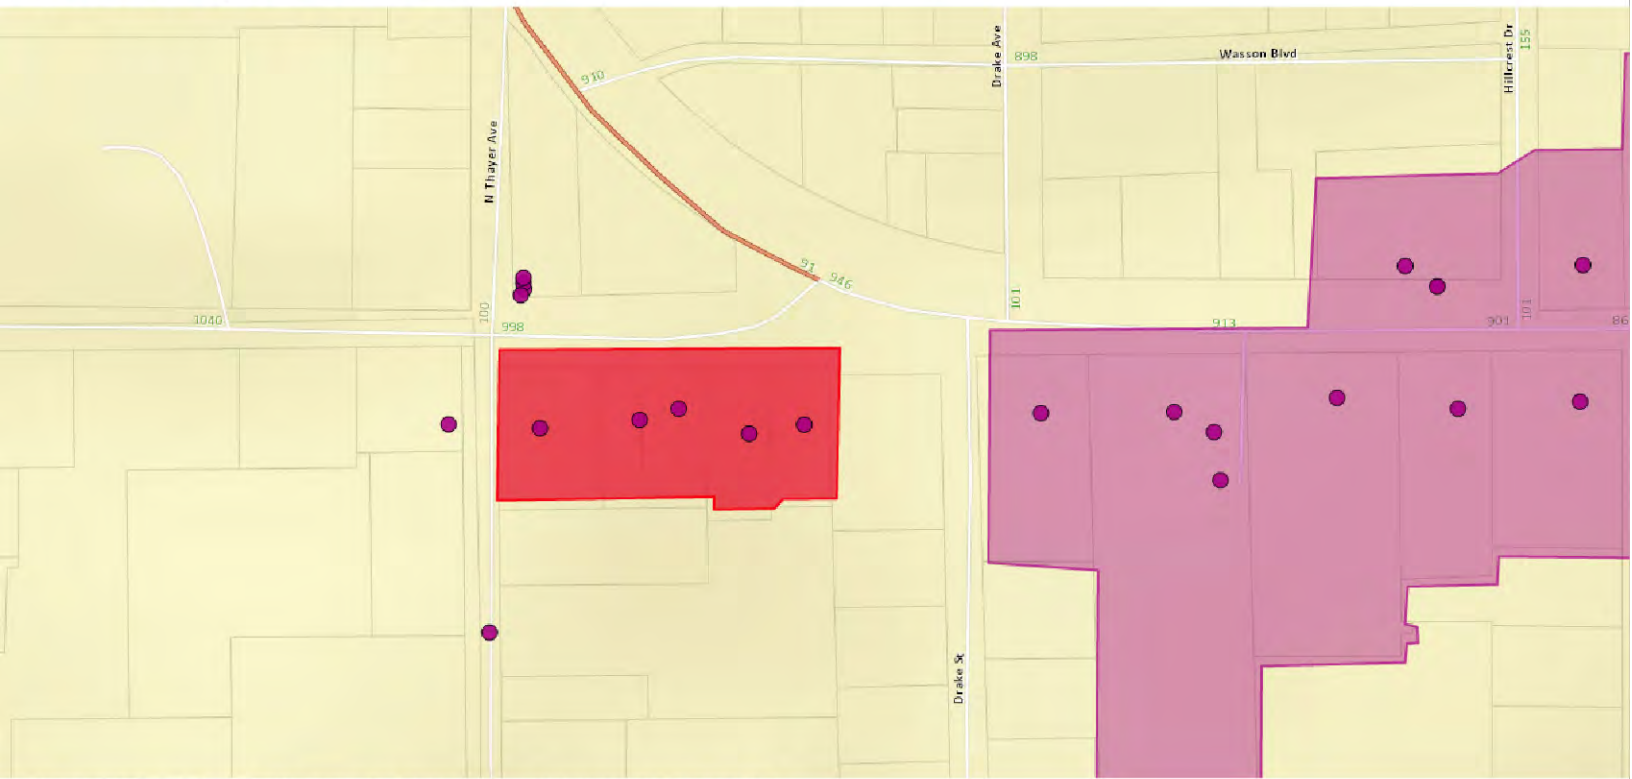 Drake Ave
898
Wasson Blvd
Hillcrest Dr
155
910
N Thayer Ave
91
946
100
1040
998
101
913
901
101
86
Drake St